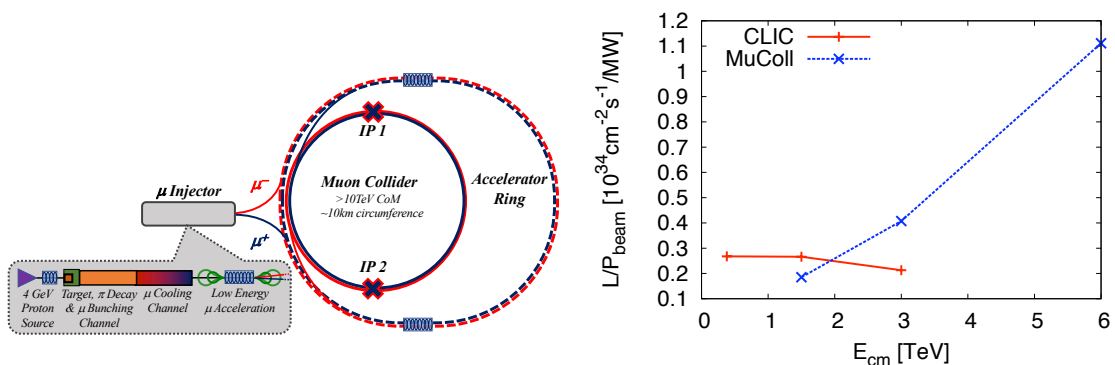 IP 1
μ⁻
μ Injector
Muon Collider
>10TeV CoM
~10km circumference
Accelerator
Ring
μ⁺
IP 2
4 GeV
Proton
Source
Target, π Decay
& μ Bunching
Channel
μ Cooling
Channel
Low Energy
μ Acceleration
CLIC
MuColl
L/P_beam [10³⁴cm⁻²s⁻¹/MW]
1.2
1.1
1
0.9
0.8
0.7
0.6
0.5
0.4
0.3
0.2
0.1
0 1 2 3 4 5 6
E_cm [TeV]